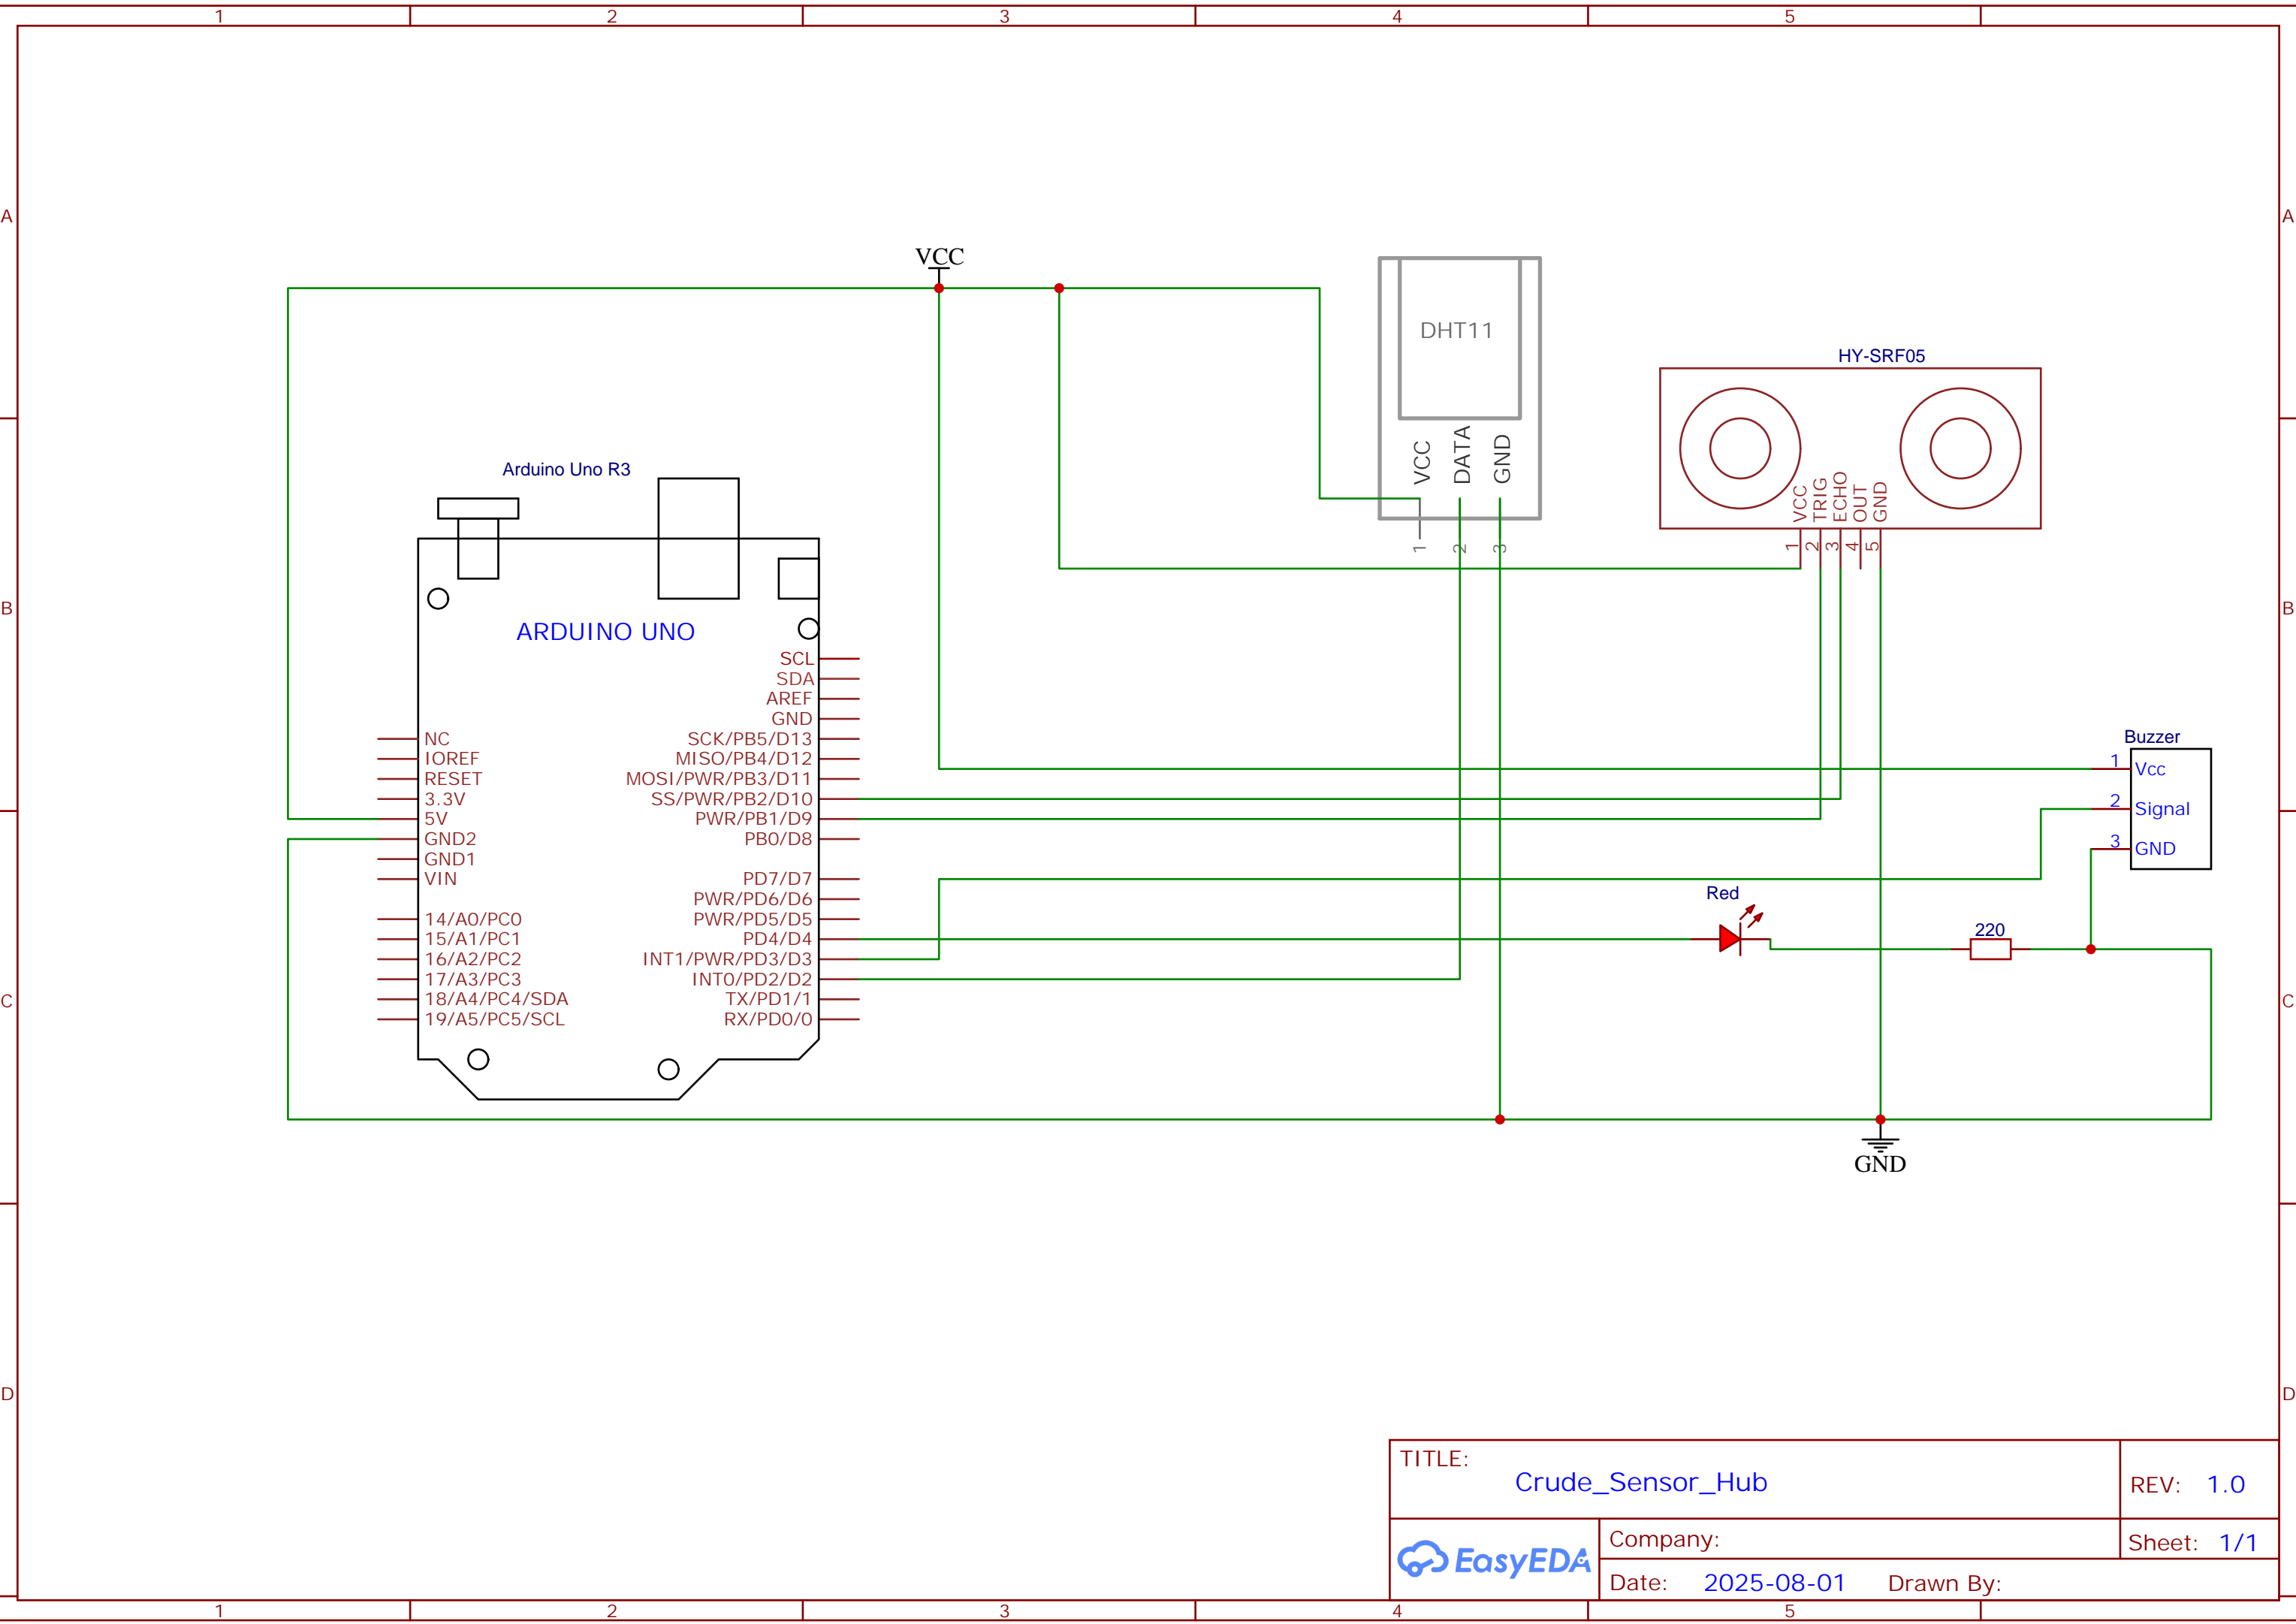 1 2 3 4 5
A A
VCC
DHT11
VCC DATA GND
1 2 3
HY-SRF05
VCC TRIG ECHO OUT GND
1 2 3 4 5
B B
Arduino Uno R3
ARDUINO UNO
SCL
SDA
AREF
GND
NC SCK/PB5/D13
IOREF MISO/PB4/D12
RESET MOSI/PWR/PB3/D11
3.3V SS/PWR/PB2/D10
5V PWR/PB1/D9
GND2 PB0/D8
GND1
VIN PD7/D7
PWR/PD6/D6
14/A0/PC0 PWR/PD5/D5
15/A1/PC1 PD4/D4
16/A2/PC2 INT1/PWR/PD3/D3
17/A3/PC3 INT0/PD2/D2
18/A4/PC4/SDA TX/PD1/1
19/A5/PC5/SCL RX/PD0/0
Buzzer
1 Vcc
2 Signal
3 GND
Red
220
C C
GND
D D
TITLE:
Crude_Sensor_Hub
REV: 1.0
EasyEDA
Company:
Sheet: 1/1
Date: 2025-08-01 Drawn By:
1 2 3 4 5